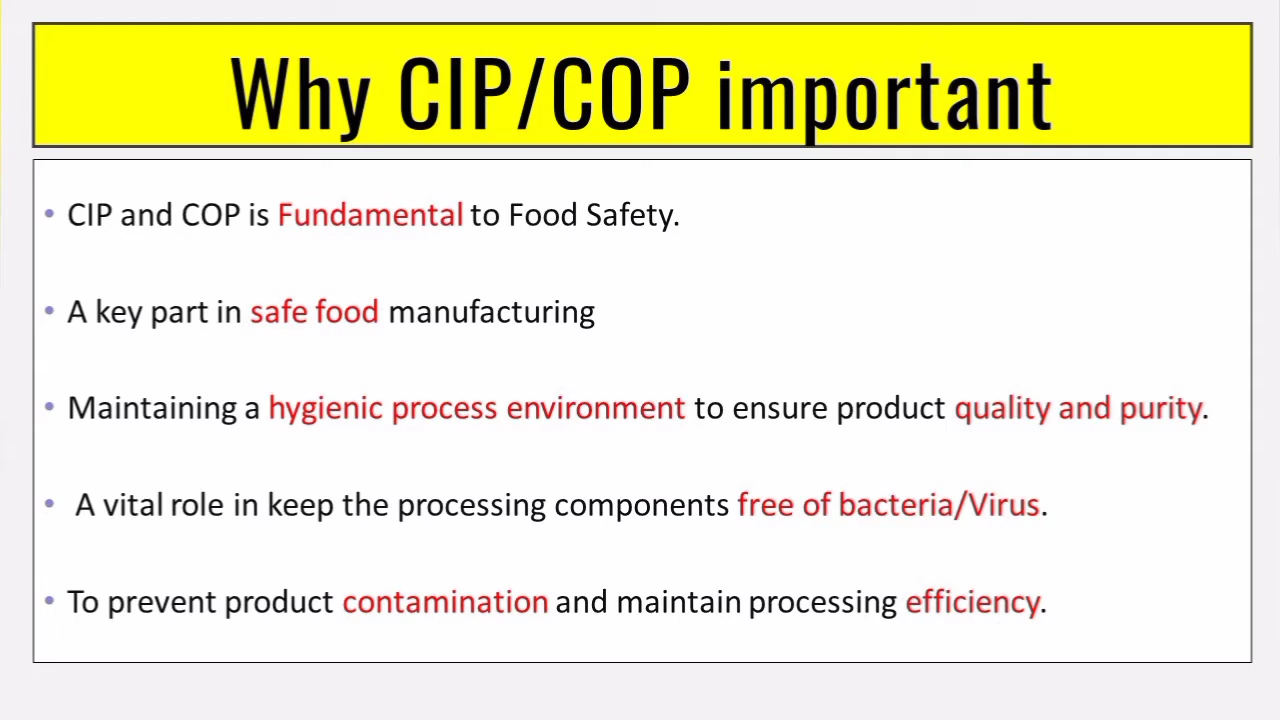 Why CIP/COP important
• CIP and COP is Fundamental to Food Safety.
• A key part in safe food manufacturing
• Maintaining a hygienic process environment to ensure product quality and purity.
• A vital role in keep the processing components free of bacteria/Virus.
• To prevent product contamination and maintain processing efficiency.